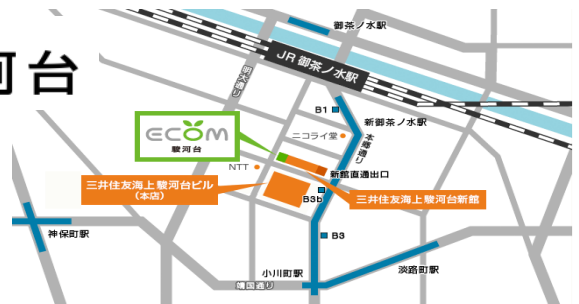 河台
御茶ノ水駅
JR 御茶ノ水駅
明大通り
B1
新御茶ノ水駅
ニコライ堂
本郷通り
ECOM
駿河台
NTT
新館直通出口
三井住友海上駿河台ビル
(本店)
三井住友海上駿河台新館
B3b
神保町駅
B3
小川町駅
淡路町駅
靖国通り